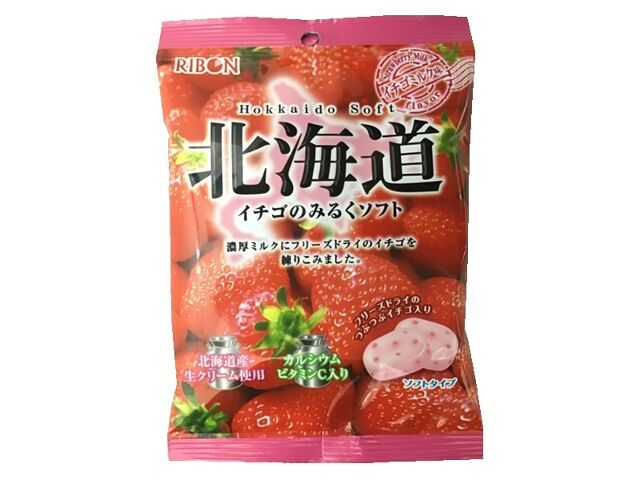 RIBON
Strawberry Milk
イチゴミルク味
flavor
Hokkaido Soft
北海道
イチゴのみるくソフト
濃厚ミルクにフリーズドライのイチゴを
練りこみました。
フリーズドライの
つぶつぶイチゴ入り
北海道産
生クリーム使用
カルシウム
ビタミンC入り
ソフトタイプ